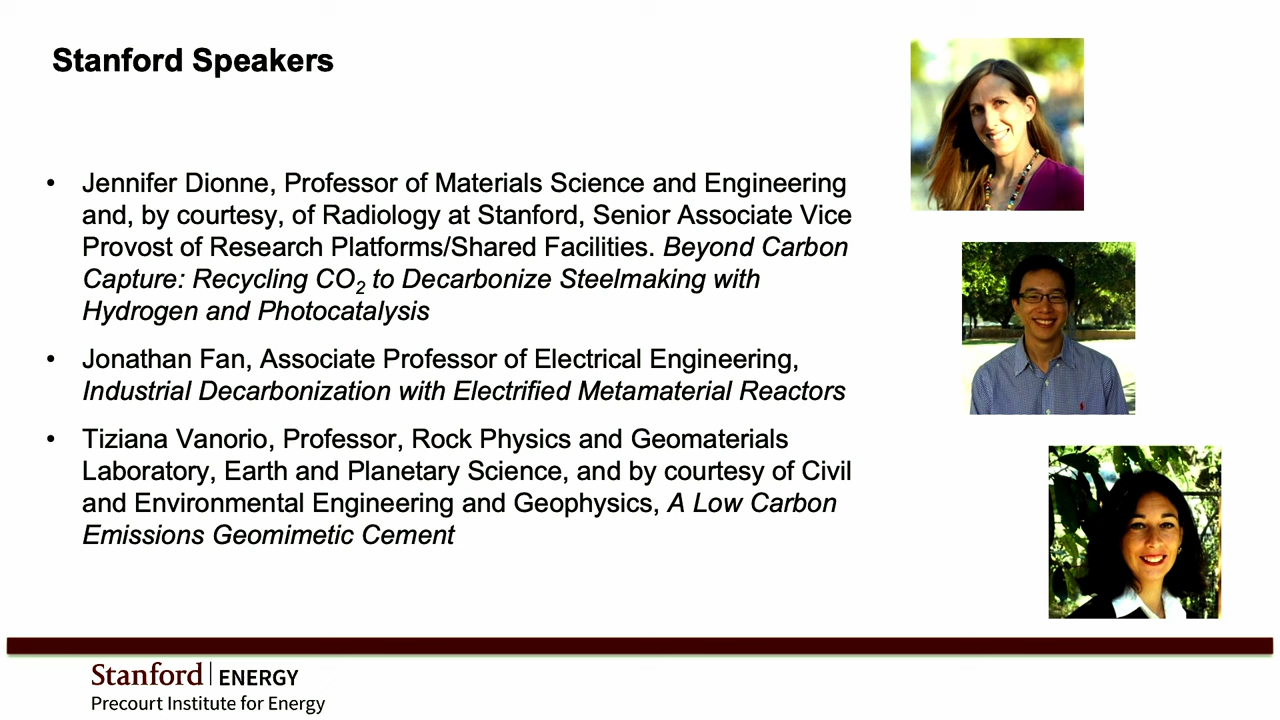 Stanford Speakers
• Jennifer Dionne, Professor of Materials Science and Engineering
and, by courtesy, of Radiology at Stanford, Senior Associate Vice
Provost of Research Platforms/Shared Facilities. Beyond Carbon
Capture: Recycling CO2 to Decarbonize Steelmaking with
Hydrogen and Photocatalysis
• Jonathan Fan, Associate Professor of Electrical Engineering,
Industrial Decarbonization with Electrified Metamaterial Reactors
• Tiziana Vanorio, Professor, Rock Physics and Geomaterials
Laboratory, Earth and Planetary Science, and by courtesy of Civil
and Environmental Engineering and Geophysics, A Low Carbon
Emissions Geomimetic Cement
Stanford | ENERGY
Precourt Institute for Energy